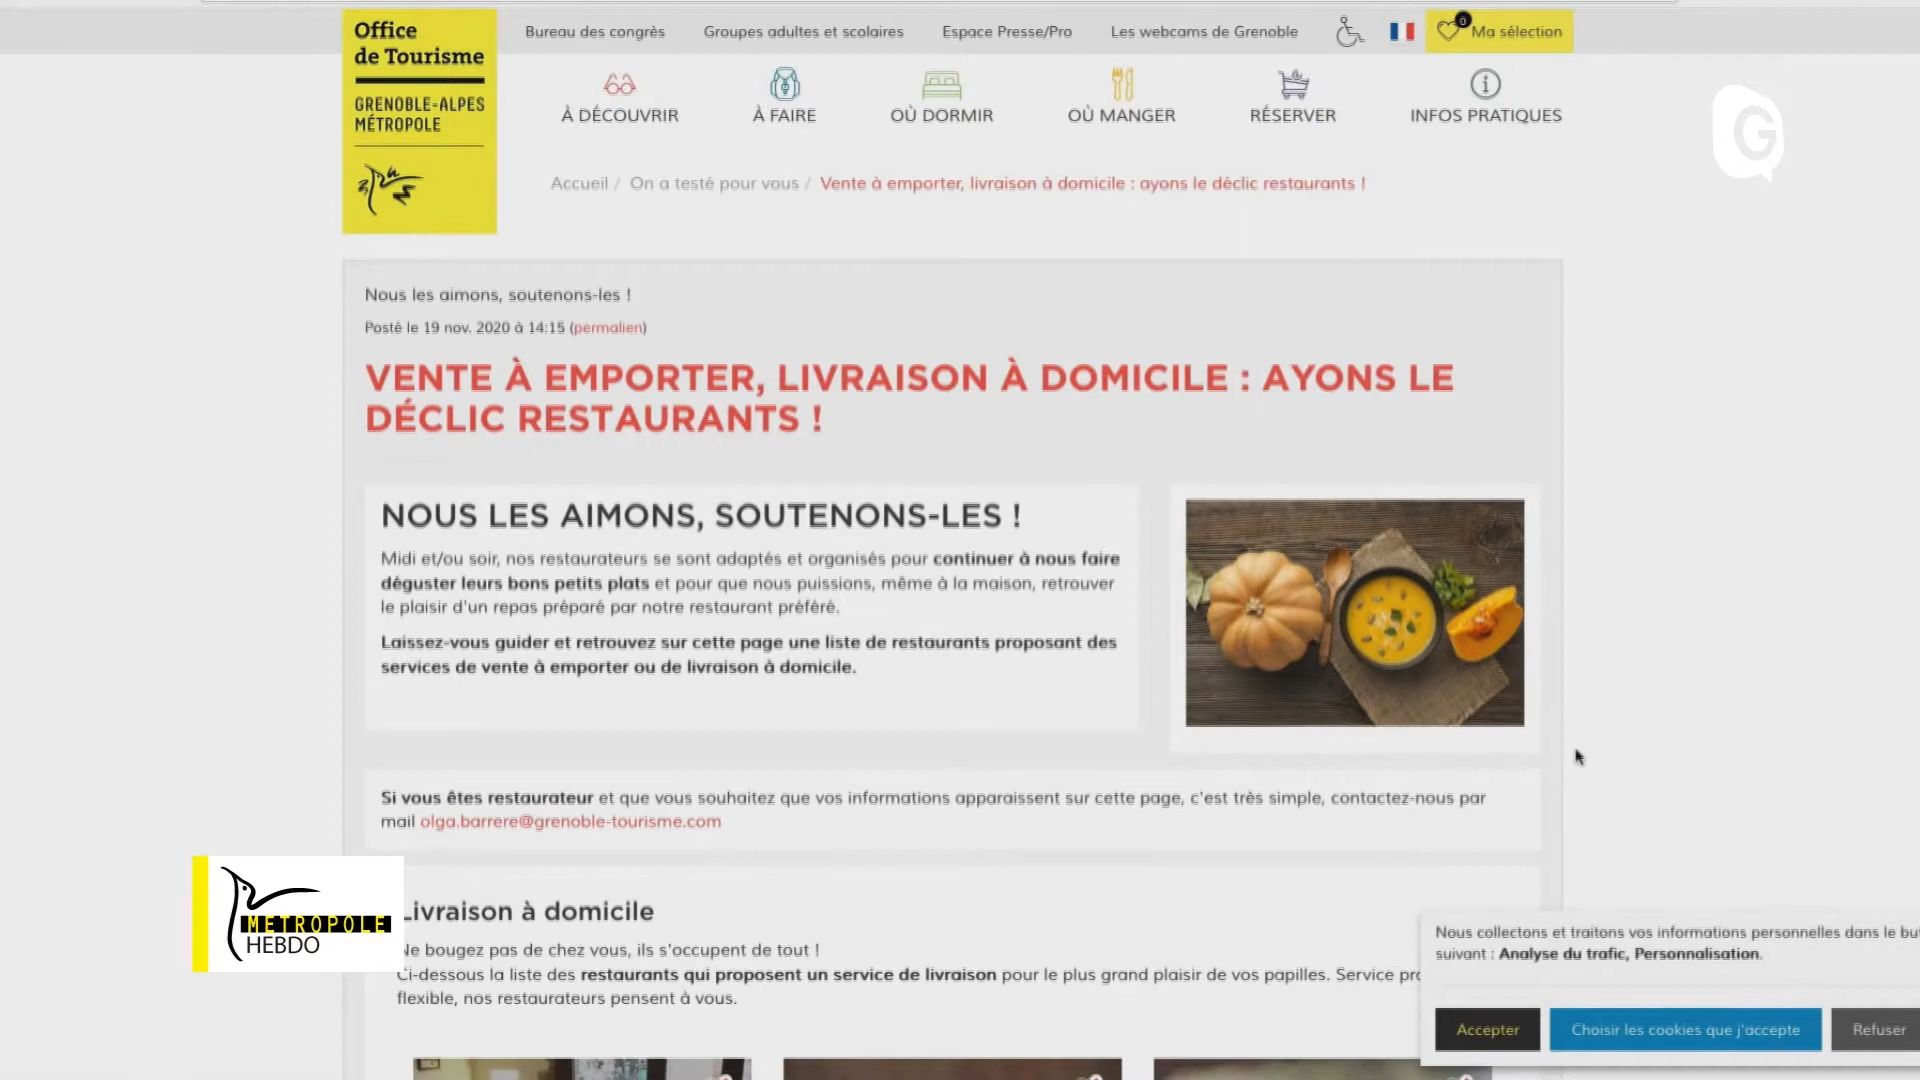 Office
de Tourisme
GRENOBLE-ALPES
MÉTROPOLE
Bureau des congrès
Groupes adultes et scolaires
Espace Presse/Pro
Les webcams de Grenoble
0
Ma sélection
À DÉCOUVRIR
À FAIRE
OÙ DORMIR
OÙ MANGER
RÉSERVER
INFOS PRATIQUES
G
Accueil / On a testé pour vous / Vente à emporter, livraison à domicile : ayons le déclic restaurants !
Nous les aimons, soutenons-les !
Posté le 19 nov. 2020 à 14:15 (permalien)
VENTE À EMPORTER, LIVRAISON À DOMICILE : AYONS LE
DÉCLIC RESTAURANTS !
NOUS LES AIMONS, SOUTENONS-LES !
Midi et/ou soir, nos restaurateurs se sont adaptés et organisés pour continuer à nous faire
déguster leurs bons petits plats et pour que nous puissions, même à la maison, retrouver
le plaisir d'un repas préparé par notre restaurant préféré.
Laissez-vous guider et retrouvez sur cette page une liste de restaurants proposant des
services de vente à emporter ou de livraison à domicile.
Si vous êtes restaurateur et que vous souhaitez que vos informations apparaissent sur cette page, c'est très simple, contactez-nous par
mail olga.barrere@grenoble-tourisme.com
METROPOLE
HEBDO
Livraison à domicile
Ne bougez pas de chez vous, ils s'occupent de tout !
Ci-dessous la liste des restaurants qui proposent un service de livraison pour le plus grand plaisir de vos papilles. Service
flexible, nos restaurateurs pensent à vous.
Nous collectons et traitons vos informations personnelles dans le but
suivant : Analyse du trafic, Personnalisation.
Accepter
Choisir les cookies que j'accepte
Refuser